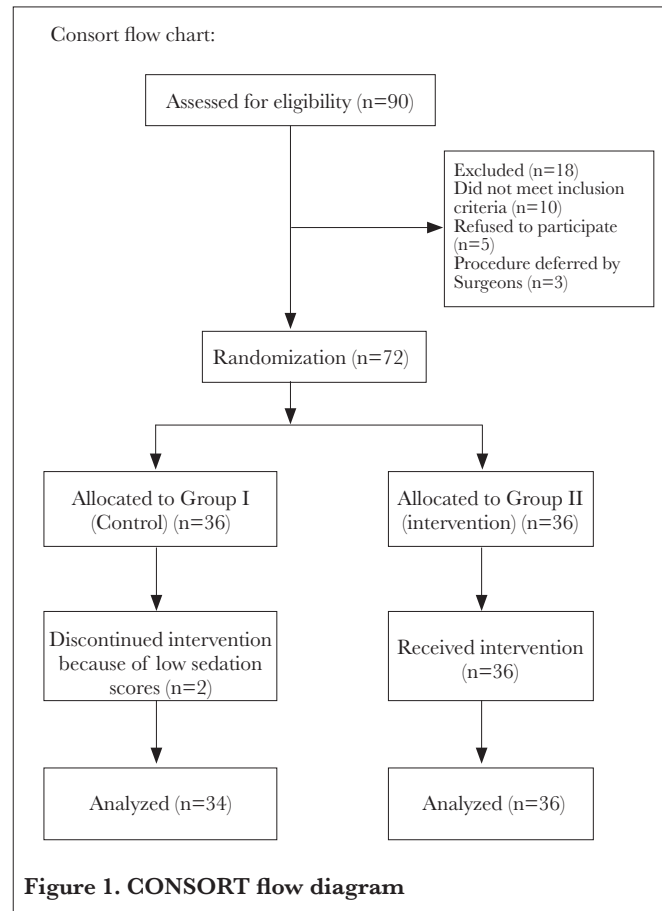 Consort flow chart:
Assessed for eligibility (n=90)
Excluded (n=18)
Did not meet inclusion
criteria (n=10)
Refused to participate
(n=5)
Procedure deferred by
Surgeons (n=3)
Randomization (n=72)
Allocated to Group I
(Control) (n=36)
Allocated to Group II
(intervention) (n=36)
Discontinued intervention
because of low sedation
scores (n=2)
Received intervention
(n=36)
Analyzed (n=34)
Analyzed (n=36)
Figure 1. CONSORT flow diagram